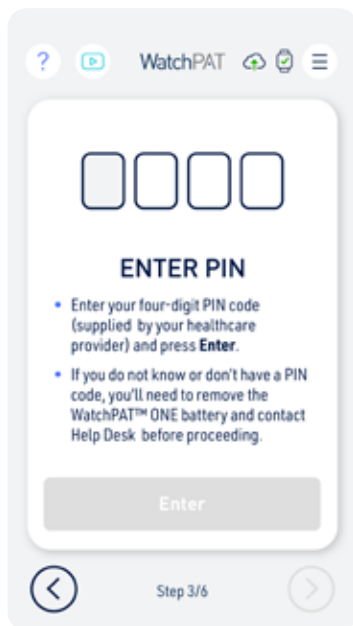 ?
WatchPAT
ENTER PIN
• Enter your four-digit PIN code
(supplied by your healthcare
provider) and press Enter.
• If you do not know or don't have a PIN
code, you'll need to remove the
WatchPAT™ ONE battery and contact
Help Desk before proceeding.
Enter
Step 3/6